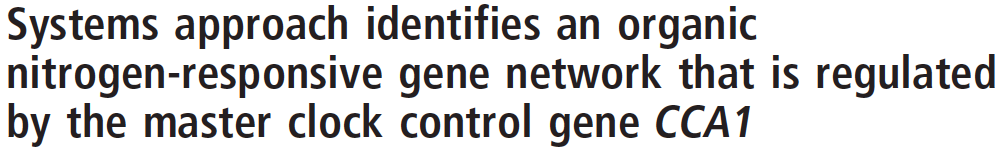 Systems approach identifies an organic
nitrogen-responsive gene network that is regulated
by the master clock control gene CCA1